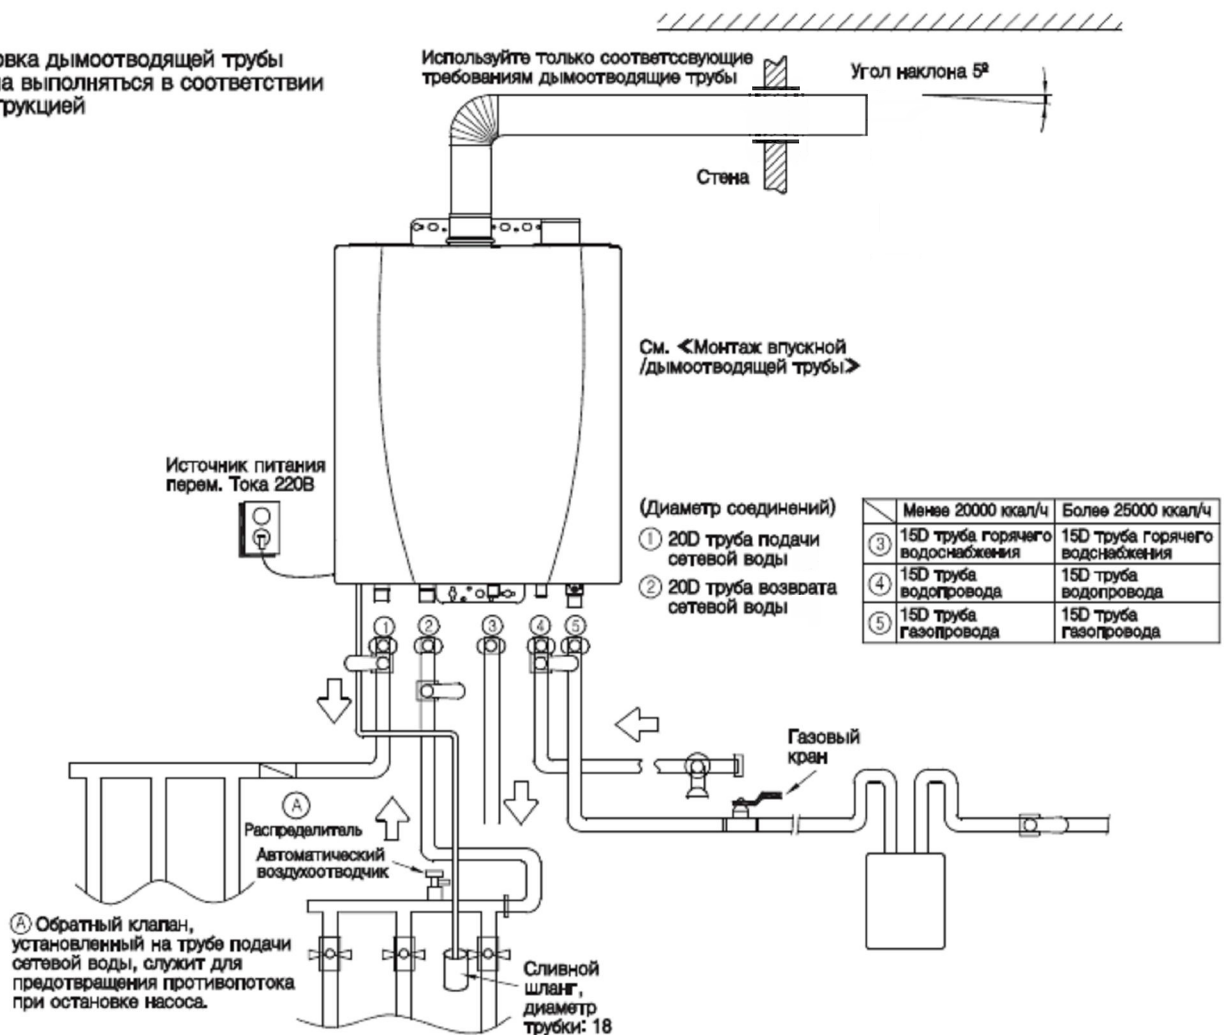 овка дымоотводящей трубы
а выполняться в соответствии
трукцией
Используйте только соответссвующие
требованиям дымоотводящие трубы
Угол наклона 5º
Стена
См. ≪Монтаж впускной
/дымоотводящей трубы≫
Источник питания
перем. Тока 220В
(Диаметр соединений)
① 20D труба подачи
сетевой воды
② 20D труба возврата
сетевой воды
Менее 20000 ккал/ч Более 25000 ккал/ч
③ 15D труба горячего 15D труба горячего
водоснабжения водснабжения
④ 15D труба 15D труба
водопровода водопровода
⑤ 15D труба 15D труба
газопровода газопровода
① ② ③ ④ ⑤
Газовый
кран
Ⓐ
Распределитель
Автоматический
воздухоотводчик
Ⓐ Обратный клапан,
установленный на трубе подачи
сетевой воды, служит для
предотвращения противопотока
при остановке насоса.
Сливной
шланг,
диаметр
трубки: 18